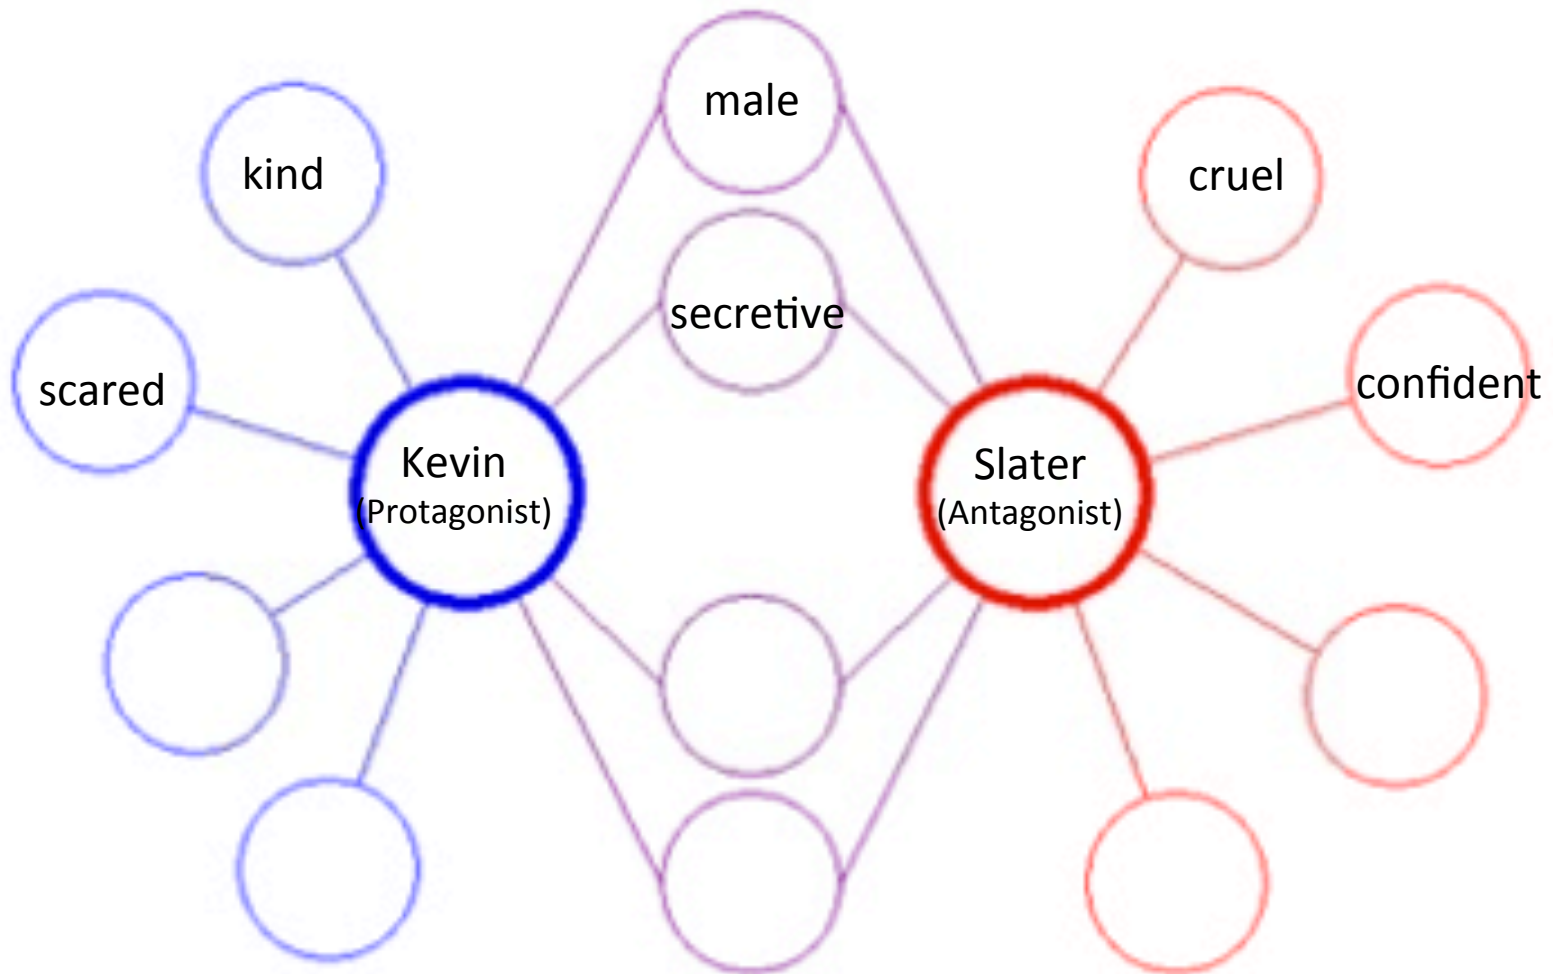 male
kind
cruel
secretive
scared
confident
Kevin
(Protagonist)
Slater
(Antagonist)